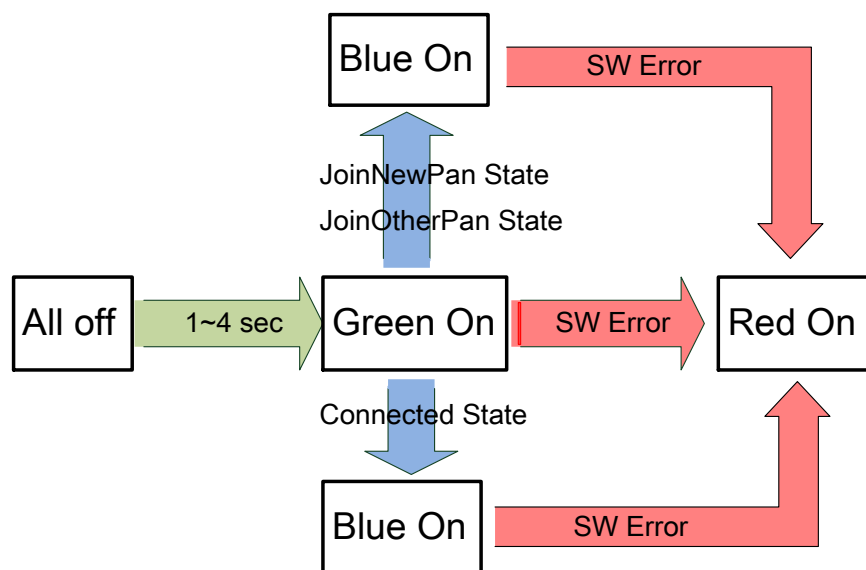 Blue On
SW Error
JoinNewPan State
JoinOtherPan State
All off
1~4 sec
Green On
SW Error
Red On
Connected State
Blue On
SW Error